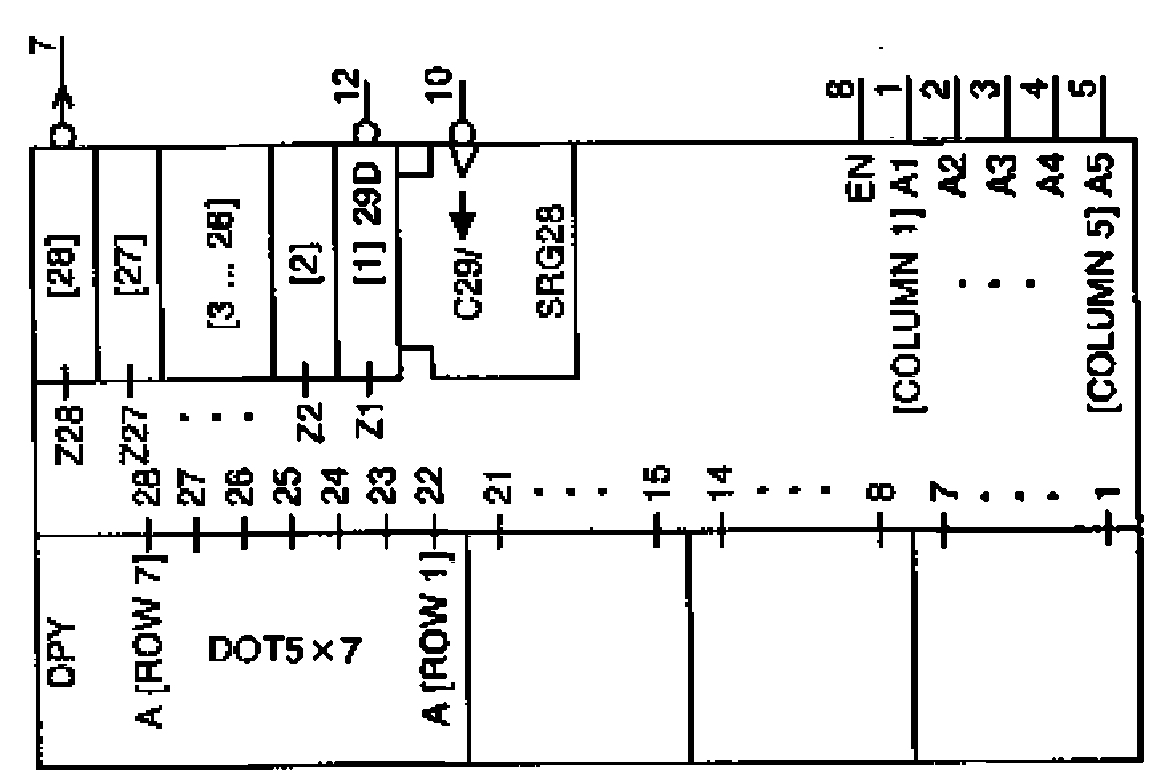 DPY Z28 [28] 7
Z27 [27]
A [ROW 7] 28
27
[3 ... 26]
DOT5×7 26
25
Z2 [2]
24
Z1 [1] 29D 12
23
A [ROW 1] 22
C29/ 10
21
SRG28
15
14
EN 8
8
[COLUMN 1] A1 1
7
A2 2
A3 3
A4 4
[COLUMN 5] A5 5
1